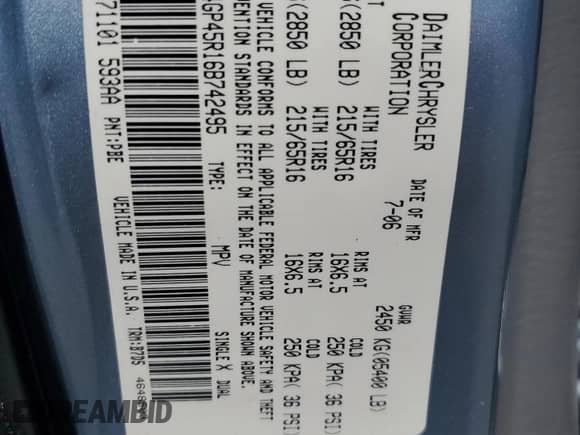 DAIMLERCHRYSLER
CORPORATION
DATE OF MFR
7-06
GVWR
2450 KG(05400 LB)
WITH TIRES
215/65R16
RIMS AT
16X6.5
COLD
250 KPA( 36 PSI)
(2850 LB)
WITH TIRES
215/65R16
RIMS AT
16X6.5
COLD
250 KPA( 36 PSI)
(2850 LB)
VEHICLE CONFORMS TO ALL APPLICABLE FEDERAL MOTOR VEHICLE SAFETY AND THEFT
STANDARDS IN EFFECT ON THE DATE OF MANUFACTURE SHOWN ABOVE.
GP45R16B742495
TYPE:
MPV
SINGLE X
DUAL
71101
593AA
PNT:PBE
VEHICLE MADE IN U.S.A.
TRM:B7D5